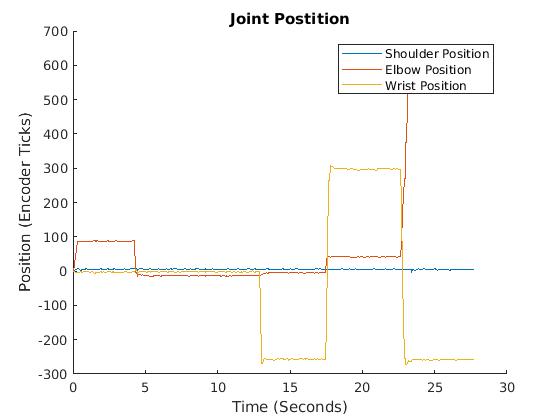 Joint Postition
700
600
500
400
300
200
100
0
-100
-200
-300
Position (Encoder Ticks)
Shoulder Position
Elbow Position
Wrist Position
0 5 10 15 20 25 30
Time (Seconds)